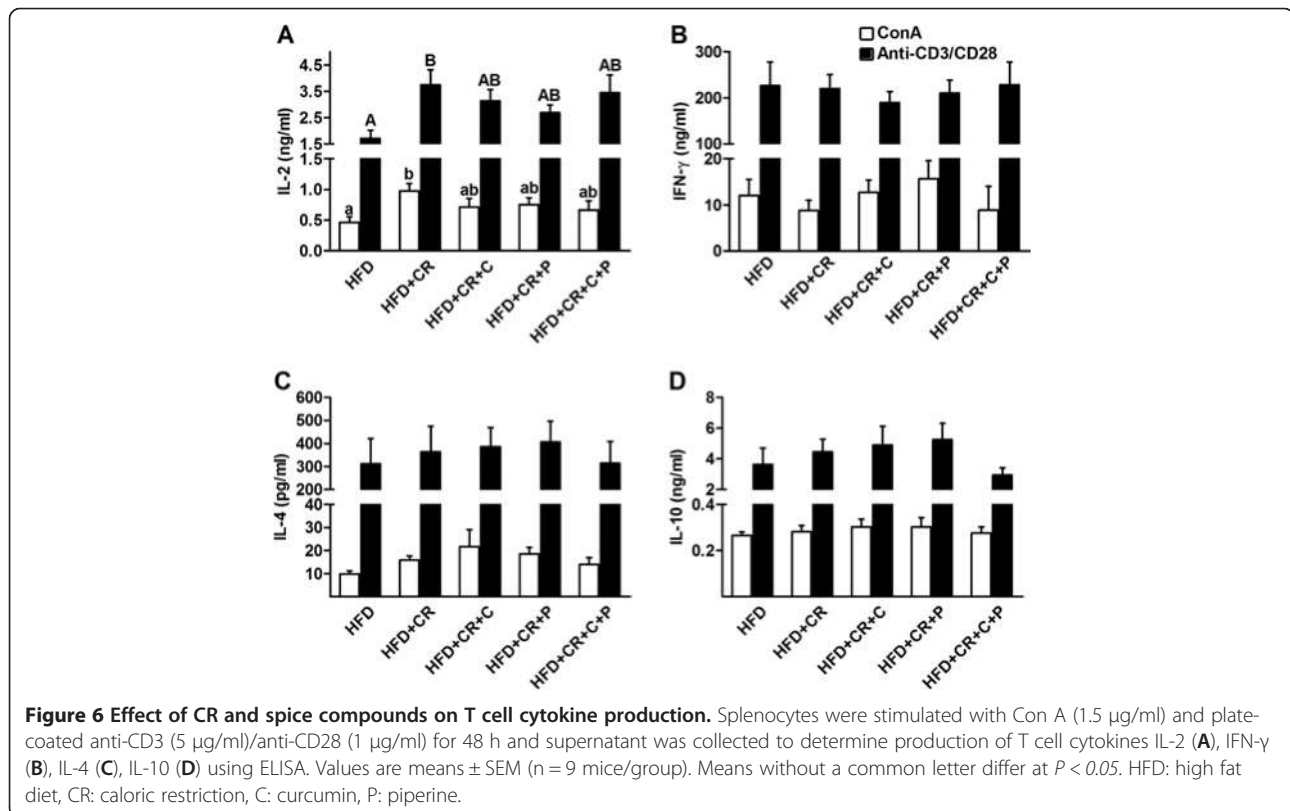 A
IL-2 (ng/ml)
4.5
3.5
2.5
1.5
1.5
1.0
0.5
0.0
a
A
b
B
ab
AB
ab
AB
ab
AB
HFD
HFD+CR
HFD+CR+C
HFD+CR+P
HFD+CR+C+P
B
ConA
Anti-CD3/CD28
IFN-γ (ng/ml)
300
200
100
20
10
0
HFD
HFD+CR
HFD+CR+C
HFD+CR+P
HFD+CR+C+P
C
IL-4 (pg/ml)
600
500
400
300
200
40
30
20
10
HFD
HFD+CR
HFD+CR+C
HFD+CR+P
HFD+CR+C+P
D
IL-10 (ng/ml)
8
6
4
2
0.4
0.2
HFD
HFD+CR
HFD+CR+C
HFD+CR+P
HFD+CR+C+P
Figure 6 Effect of CR and spice compounds on T cell cytokine production. Splenocytes were stimulated with Con A (1.5 μg/ml) and plate-
coated anti-CD3 (5 μg/ml)/anti-CD28 (1 μg/ml) for 48 h and supernatant was collected to determine production of T cell cytokines IL-2 (A), IFN-γ
(B), IL-4 (C), IL-10 (D) using ELISA. Values are means ± SEM (n = 9 mice/group). Means without a common letter differ at P < 0.05. HFD: high fat
diet, CR: caloric restriction, C: curcumin, P: piperine.